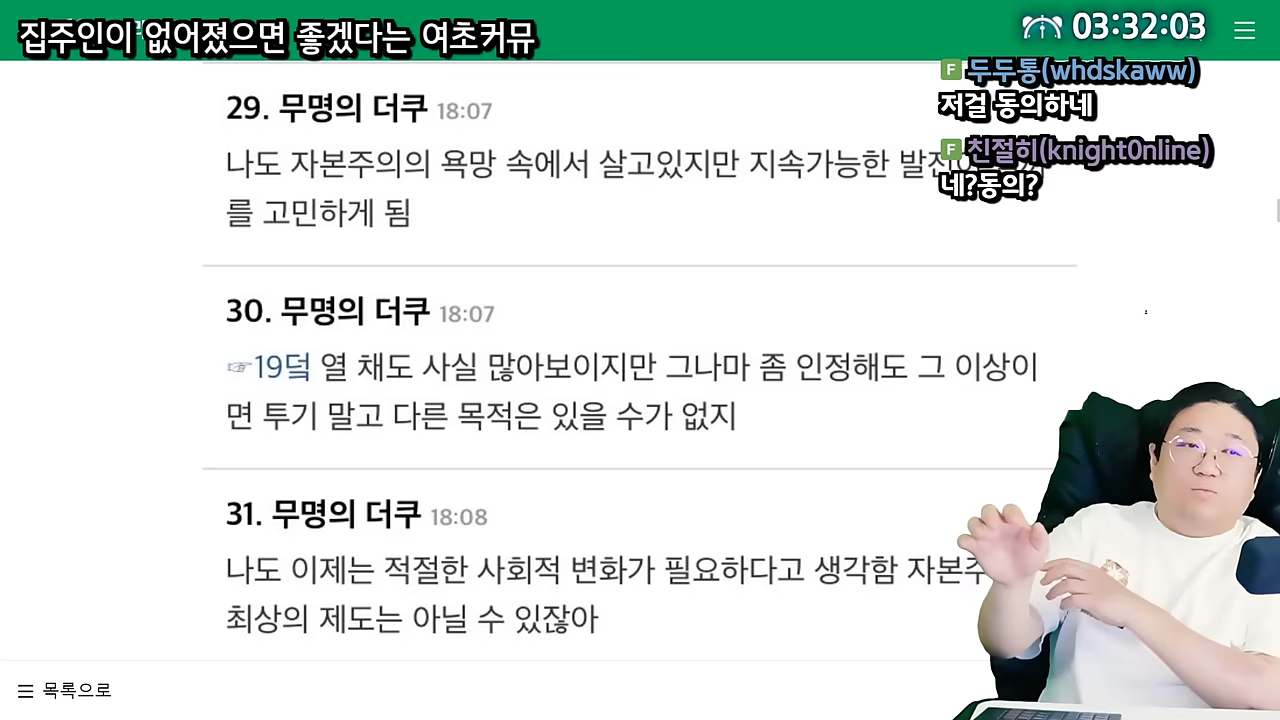 집주인이 없어졌으면 좋겠다는 여초커뮤
03:32:03
F 두두통(whdskaww)
저걸 동의하네
F 친절히(knight0nline)
네?동의?
29. 무명의 더쿠 18:07
나도 자본주의의 욕망 속에서 살고있지만 지속가능한
를 고민하게 됨
30. 무명의 더쿠 18:07
☞19덬 열 채도 사실 많아보이지만 그나마 좀 인정해도 그 이상이
면 투기 말고 다른 목적은 있을 수가 없지
31. 무명의 더쿠 18:08
나도 이제는 적절한 사회적 변화가 필요하다고 생각함
최상의 제도는 아닐 수 있잖아
목록으로